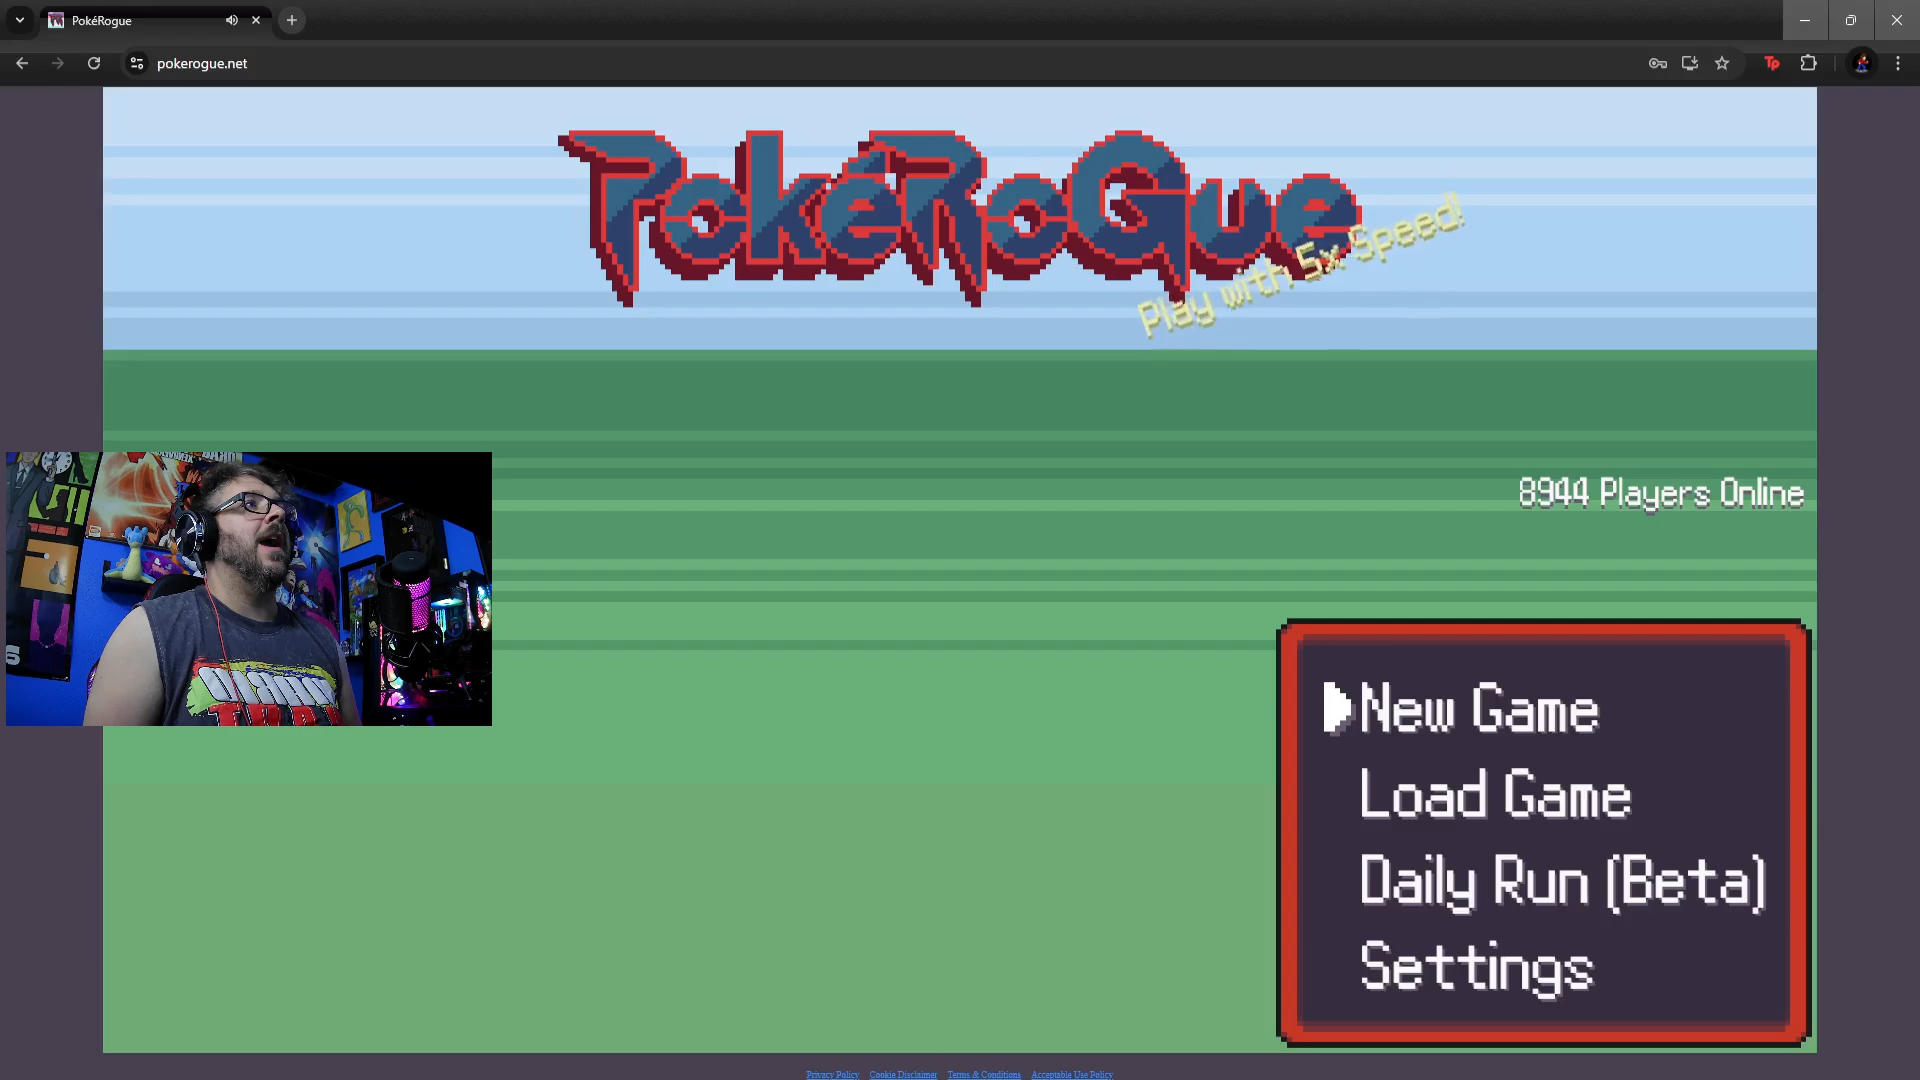 PokéRogue
pokerogue.net
PokéRoGue
Play with 5x Speed!
8944 Players Online
New Game
Load Game
Daily Run (Beta)
Settings
Privacy Policy Cookie Disclaimer Terms & Conditions Acceptable Use Policy